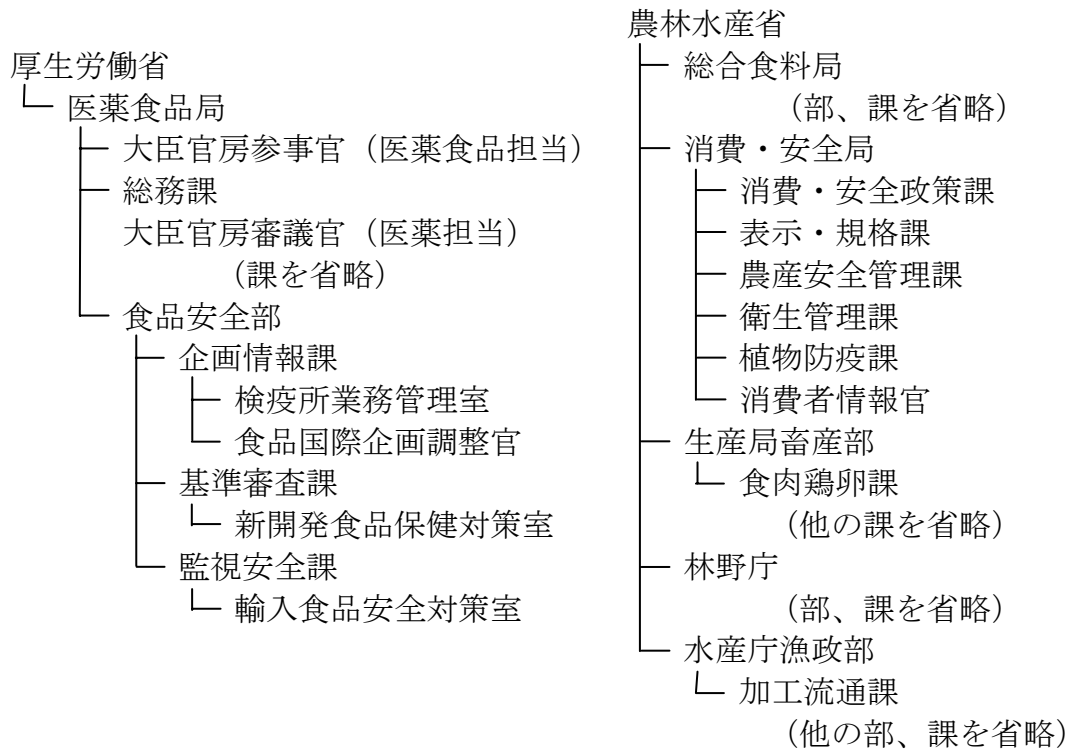 厚生労働省
医薬食品局
大臣官房参事官（医薬食品担当）
総務課
大臣官房審議官（医薬担当）
（課を省略）
食品安全部
企画情報課
検疫所業務管理室
食品国際企画調整官
基準審査課
新開発食品保健対策室
監視安全課
輸入食品安全対策室
農林水産省
総合食料局
（部、課を省略）
消費・安全局
消費・安全政策課
表示・規格課
農産安全管理課
衛生管理課
植物防疫課
消費者情報官
生産局畜産部
食肉鶏卵課
（他の課を省略）
林野庁
（部、課を省略）
水産庁漁政部
加工流通課
（他の部、課を省略）